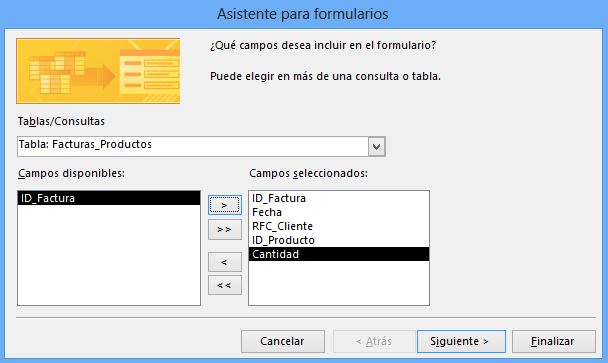 Asistente para formularios
¿Qué campos desea incluir en el formulario?
Puede elegir en más de una consulta o tabla.
Tablas/Consultas
Tabla: Facturas_Productos
Campos disponibles:
Campos seleccionados:
ID_Factura
>
>>
<
<<
ID_Factura
Fecha
RFC_Cliente
ID_Producto
Cantidad
Cancelar
< Atrás
Siguiente >
Finalizar